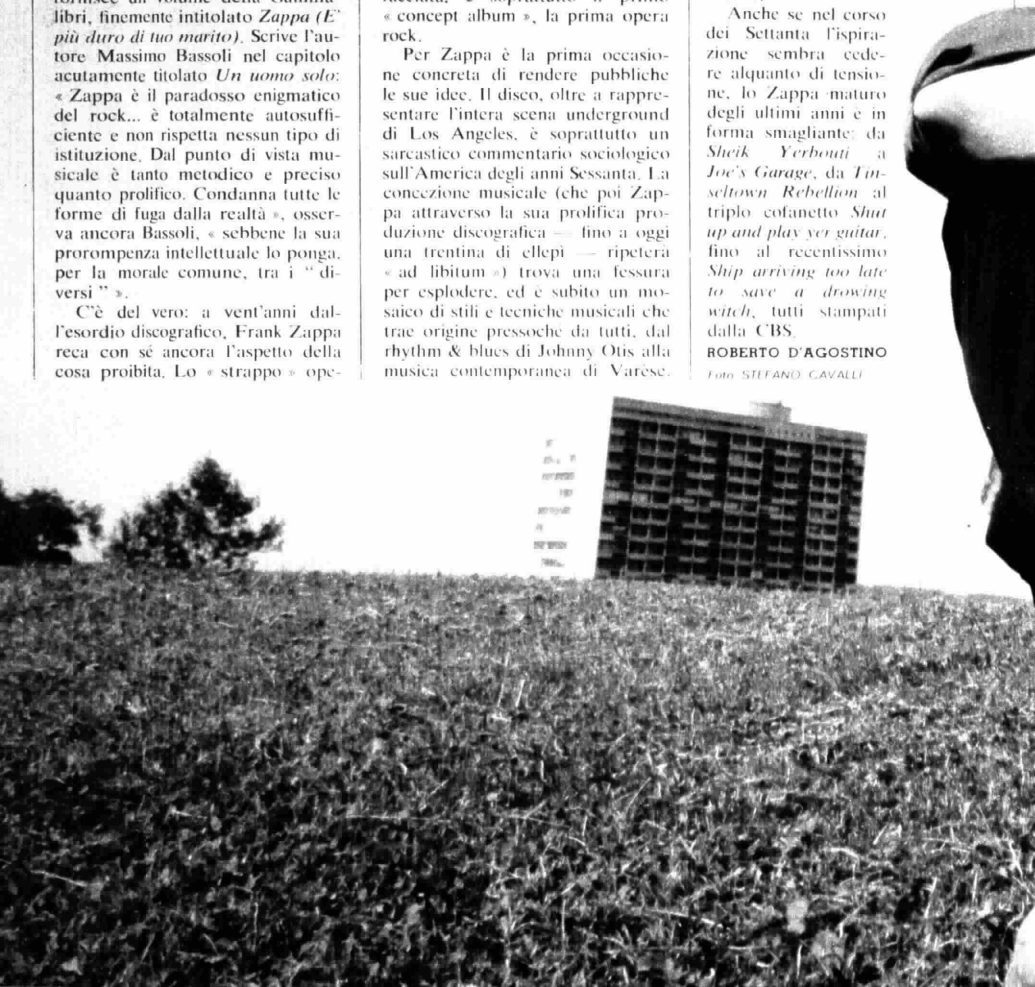 libri, finemente intitolato Zappa (E'
più duro di tuo marito). Scrive l'au-
tore Massimo Bassoli nel capitolo
acutamente titolato Un uomo solo:
« Zappa è il paradosso enigmatico
del rock... è totalmente autosuffi-
ciente e non rispetta nessun tipo di
istituzione. Dal punto di vista mu-
sicale è tanto metodico e preciso
quanto prolifico. Condanna tutte le
forme di fuga dalla realtà », osser-
va ancora Bassoli, « sebbene la sua
prorompenza intellettuale lo ponga,
per la morale comune, tra i " di-
versi " ».
C'è del vero: a vent'anni dal-
l'esordio discografico, Frank Zappa
reca con sé ancora l'aspetto della
cosa proibita. Lo « strappo » ope-
« concept album », la prima opera
rock.
Per Zappa è la prima occasio-
ne concreta di rendere pubbliche
le sue idee. Il disco, oltre a rappre-
sentare l'intera scena underground
di Los Angeles, è soprattutto un
sarcastico commentario sociologico
sull'America degli anni Sessanta. La
concezione musicale (che poi Zap-
pa attraverso la sua prolifica pro-
duzione discografica — fino a oggi
una trentina di ellepì — ripeterà
« ad libitum ») trova una fessura
per esplodere, ed è subito un mo-
saico di stili e tecniche musicali che
trae origine pressoché da tutti, dal
rhythm & blues di Johnny Otis alla
musica contemporanea di Varèse.
Anche se nel corso
dei Settanta l'ispira-
zione sembra cede-
re alquanto di tensio-
ne, lo Zappa maturo
degli ultimi anni è in
forma smagliante: da
Sheik Yerbouti a
Joe's Garage, da Tin-
seltown Rebellion al
triplo cofanetto Shut
up and play yer guitar,
fino al recentissimo
Ship arriving too late
to save a drowing
witch, tutti stampati
dalla CBS.
ROBERTO D'AGOSTINO
Foto STEFANO CAVALLI